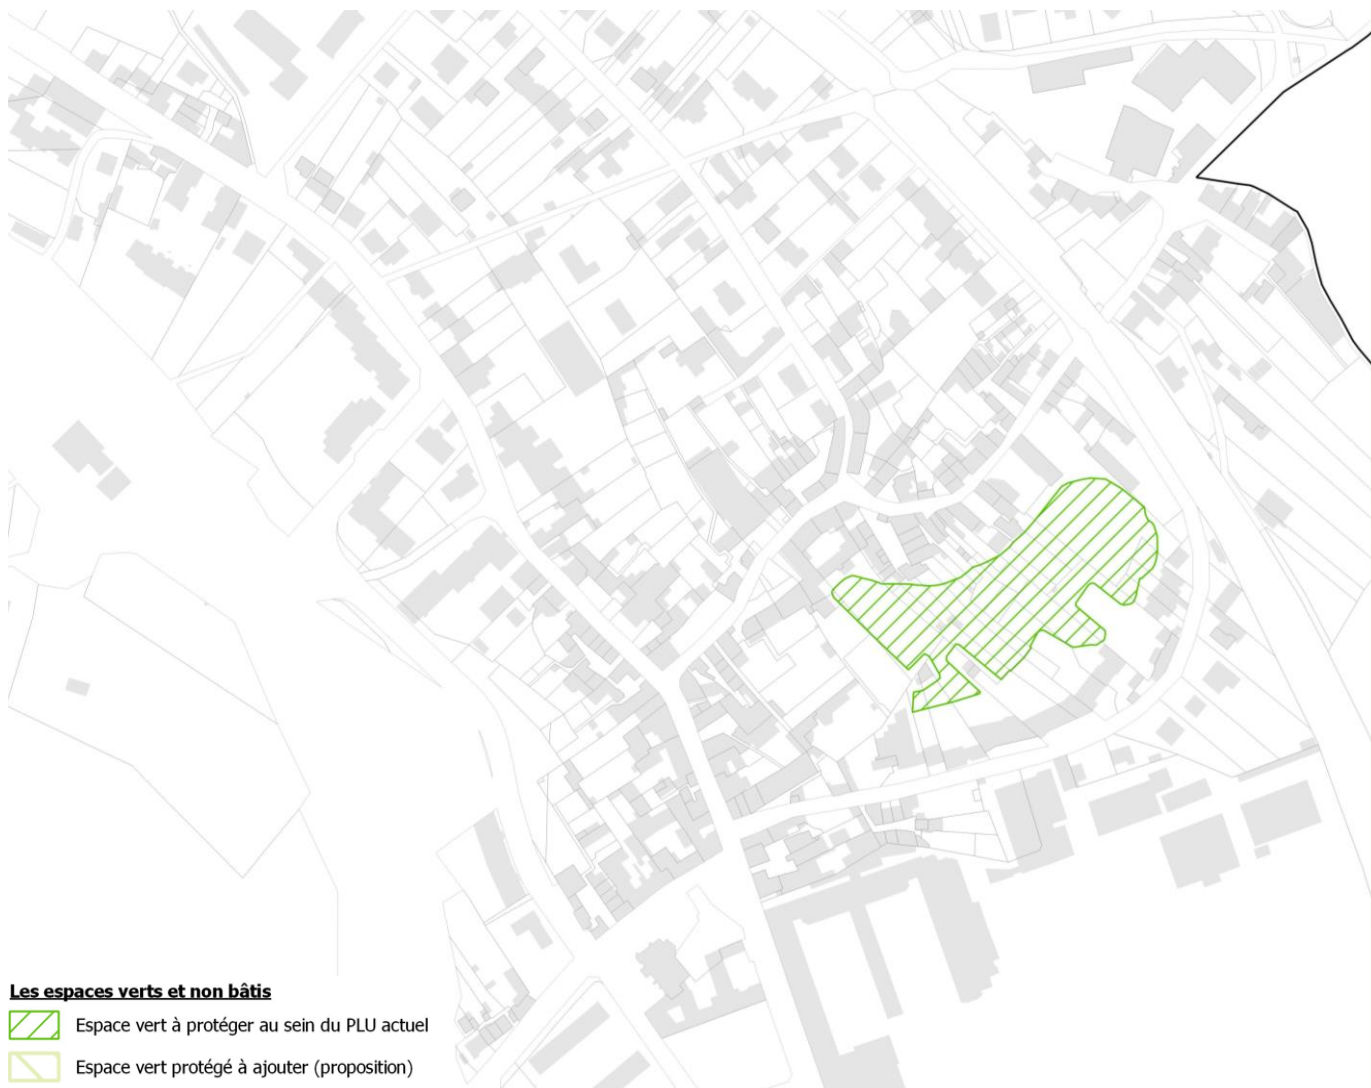 Les espaces verts et non bâtis
Espace vert à protéger au sein du PLU actuel
Espace vert protégé à ajouter (proposition)